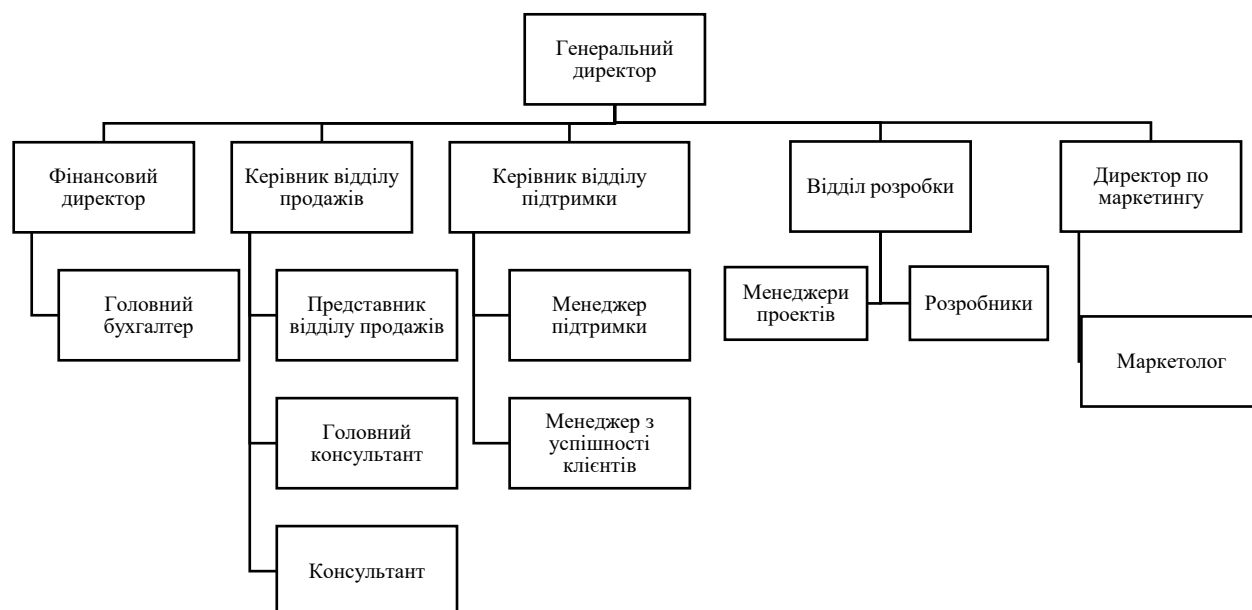 Генеральний
директор
Фінансовий
директор
Керівник відділу
продажів
Керівник відділу
підтримки
Відділ розробки
Директор по
маркетингу
Головний
бухгалтер
Представник
відділу продажів
Менеджер
підтримки
Менеджери
проектів
Розробники
Маркетолог
Головний
консультант
Менеджер з
успішності
клієнтів
Консультант